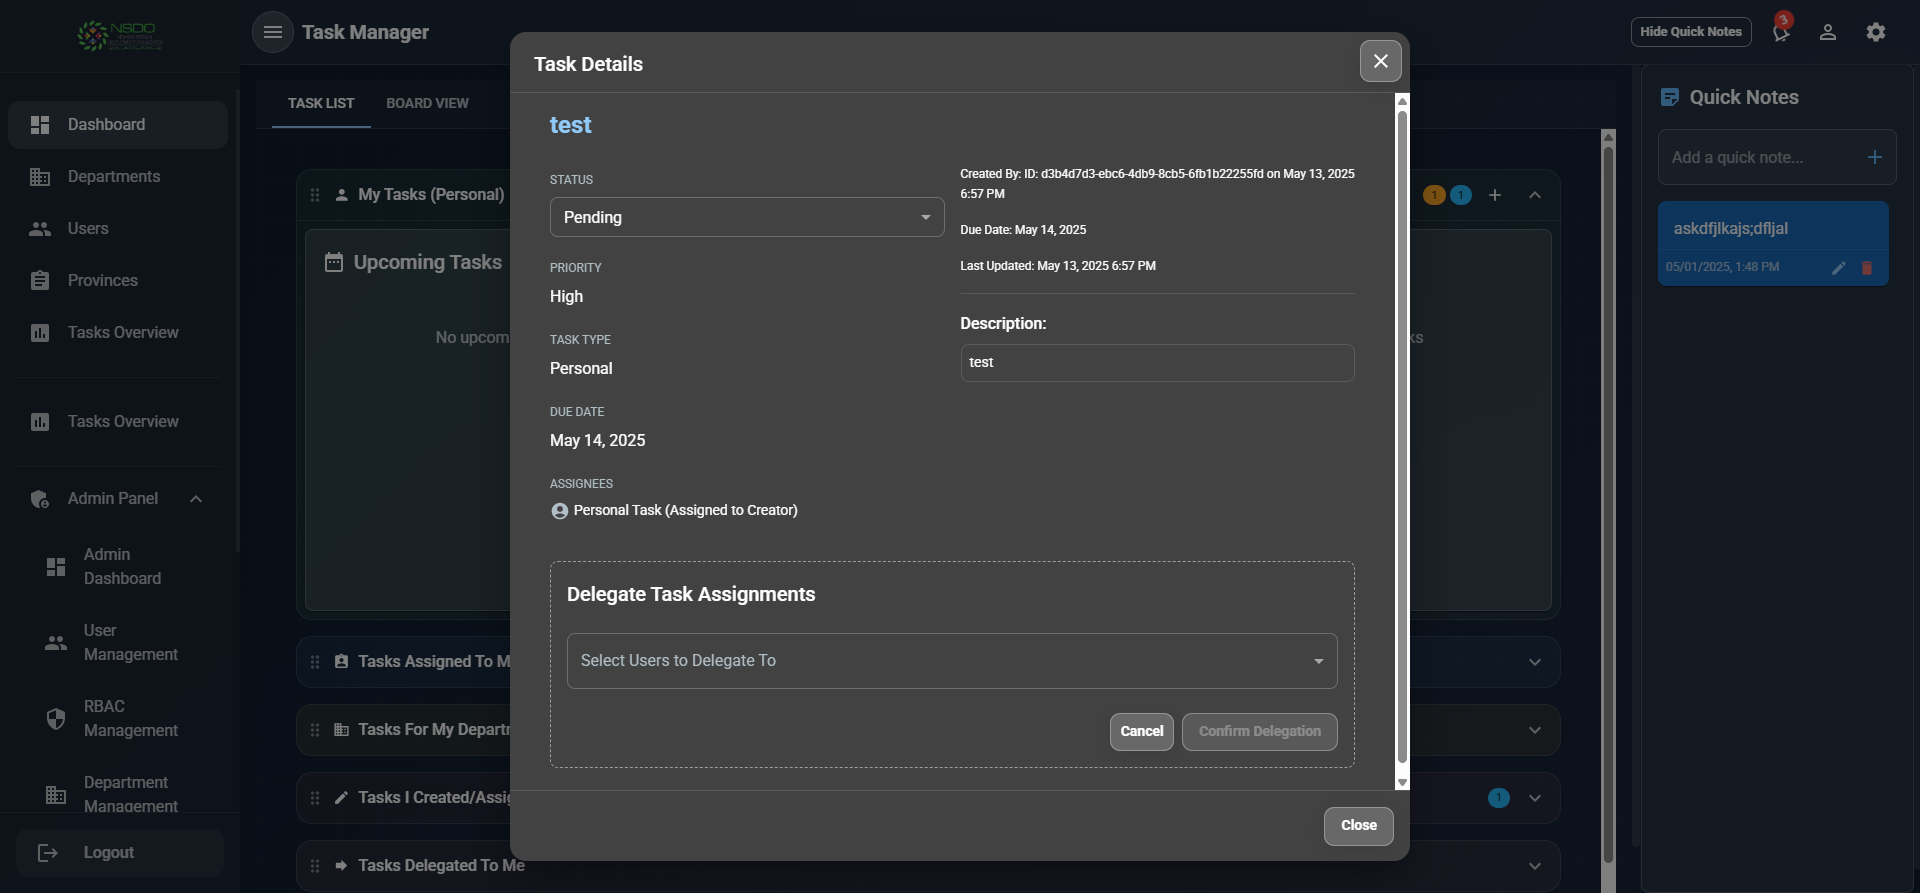 NSDO
Dashboard
Departments
Users
Provinces
Tasks Overview
Tasks Overview
Admin Panel
Admin
Dashboard
User
Management
RBAC
Management
Department
Management
Logout
Task Manager
Hide Quick Notes
3
TASK LIST
BOARD VIEW
My Tasks (Personal)
1
1
Upcoming Tasks
No upcom
ks
Tasks Assigned To M
Tasks For My Departm
Tasks I Created/Assig
1
Tasks Delegated To Me
Task Details
test
STATUS
Pending
PRIORITY
High
TASK TYPE
Personal
DUE DATE
May 14, 2025
ASSIGNEES
Personal Task (Assigned to Creator)
Created By: ID: d3b4d7d3-ebc6-4db9-8cb5-6fb1b22255fd on May 13, 2025
6:57 PM
Due Date: May 14, 2025
Last Updated: May 13, 2025 6:57 PM
Description:
test
Delegate Task Assignments
Select Users to Delegate To
Cancel
Confirm Delegation
Close
Quick Notes
Add a quick note...
askdfjlkajs;dfljal
05/01/2025, 1:48 PM